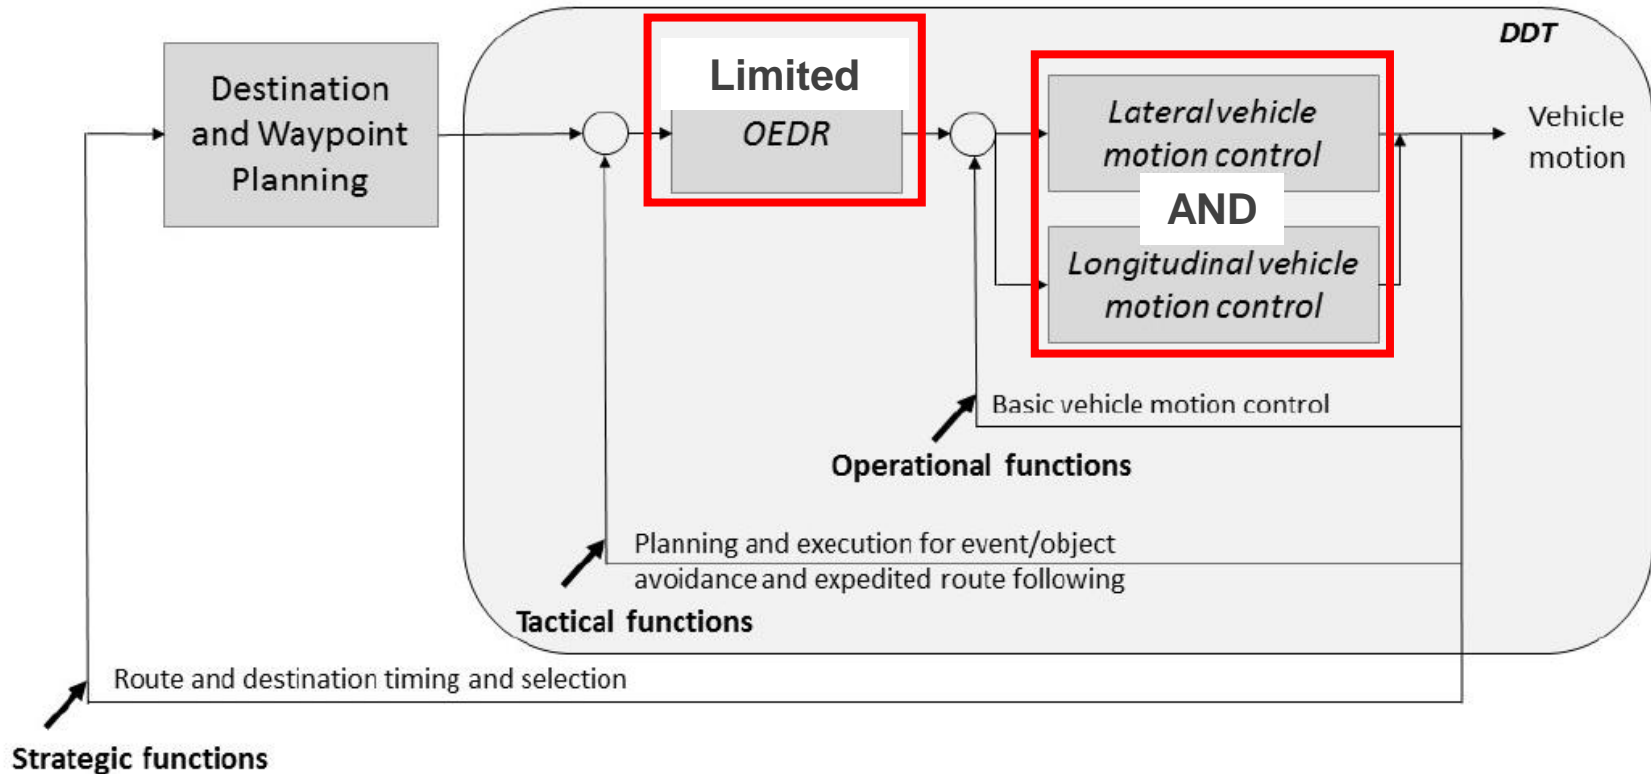 DDT
Destination
and Waypoint
Planning
Limited
OEDR
Lateral vehicle
motion control
AND
Longitudinal vehicle
motion control
Vehicle
motion
Basic vehicle motion control
Operational functions
Planning and execution for event/object
avoidance and expedited route following
Tactical functions
Route and destination timing and selection
Strategic functions